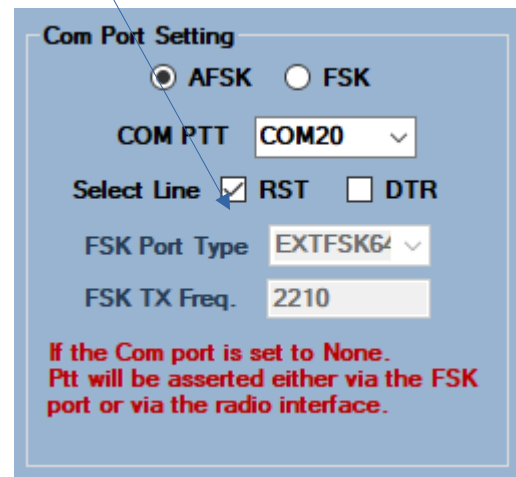 Com Port Setting
AFSK FSK
COM PTT COM20
Select Line RST DTR
FSK Port Type EXTFSK64
FSK TX Freq. 2210
If the Com port is set to None.
Ptt will be asserted either via the FSK
port or via the radio interface.